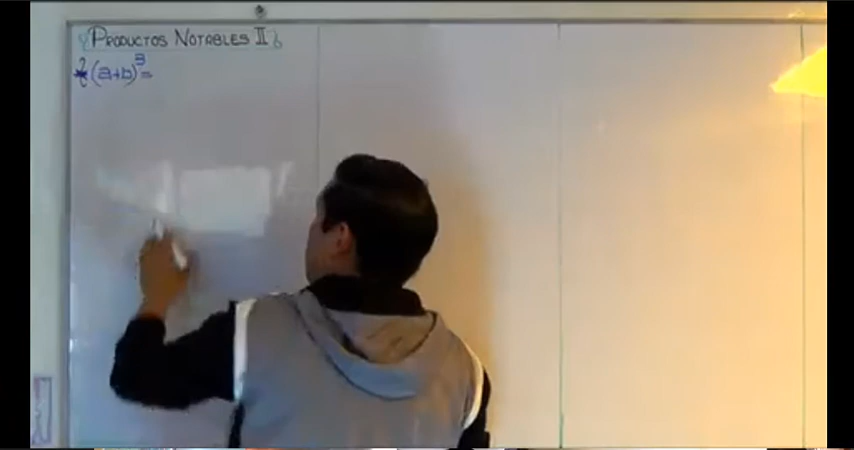 PRODUCTOS NOTABLES II
* (a+b)³=